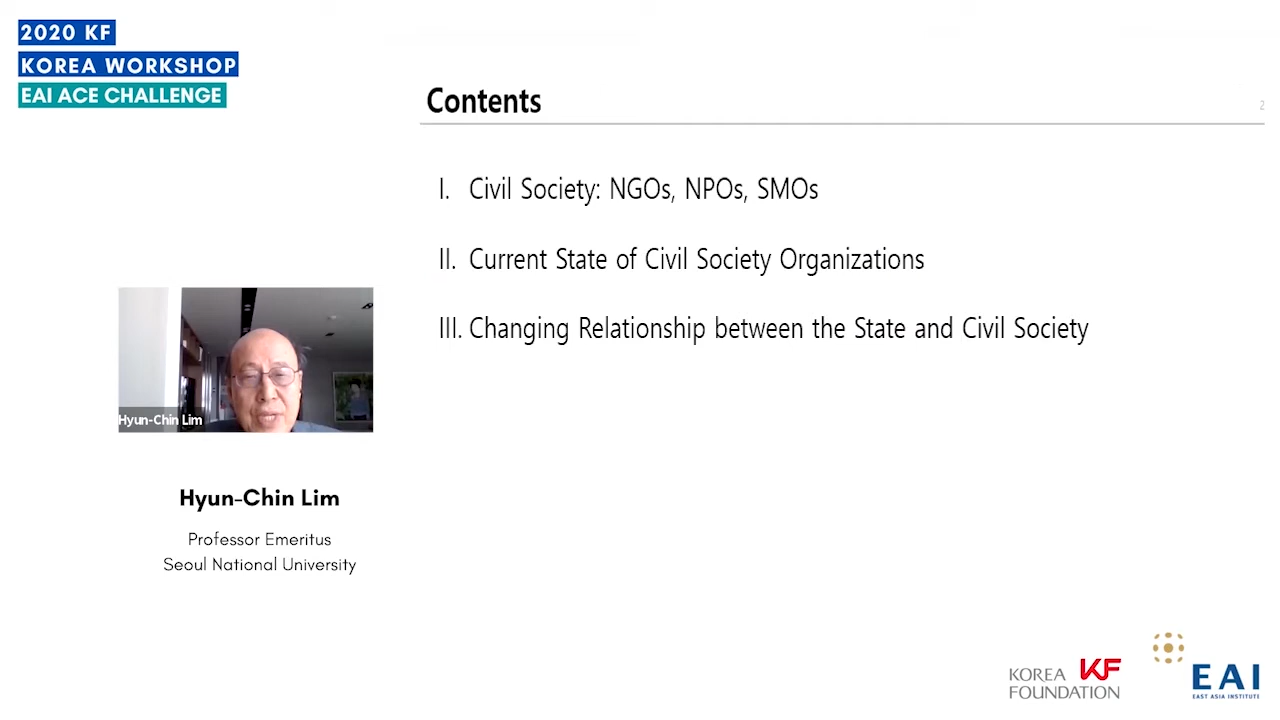 2020 KF
KOREA WORKSHOP
EAI ACE CHALLENGE
Contents
2
I. Civil Society: NGOs, NPOs, SMOs
II. Current State of Civil Society Organizations
III. Changing Relationship between the State and Civil Society
Hyun-Chin Lim
Hyun-Chin Lim
Professor Emeritus
Seoul National University
KOREA KF
FOUNDATION
EAI
EAST ASIA INSTITUTE